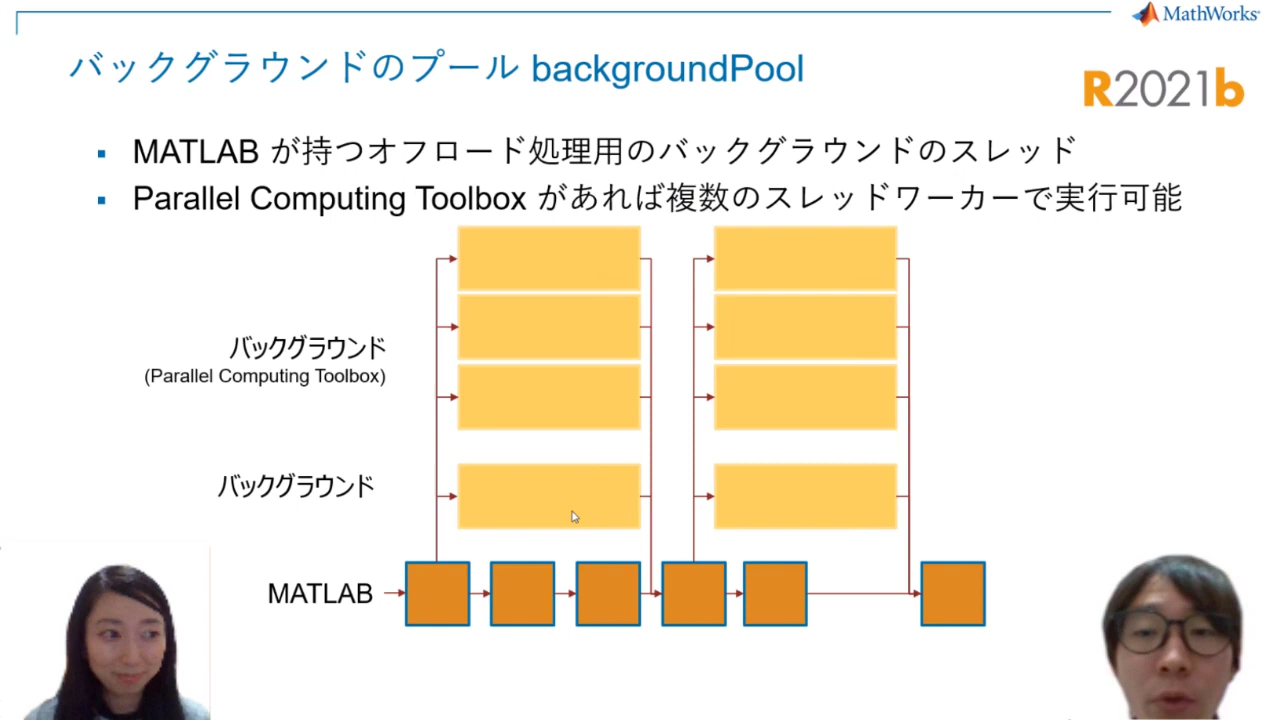 MathWorks
バックグラウンドのプール backgroundPool
R2021b
▪ MATLAB が持つオフロード処理用のバックグラウンドのスレッド
▪ Parallel Computing Toolbox があれば複数のスレッドワーカーで実行可能
バックグラウンド
(Parallel Computing Toolbox)
バックグラウンド
MATLAB